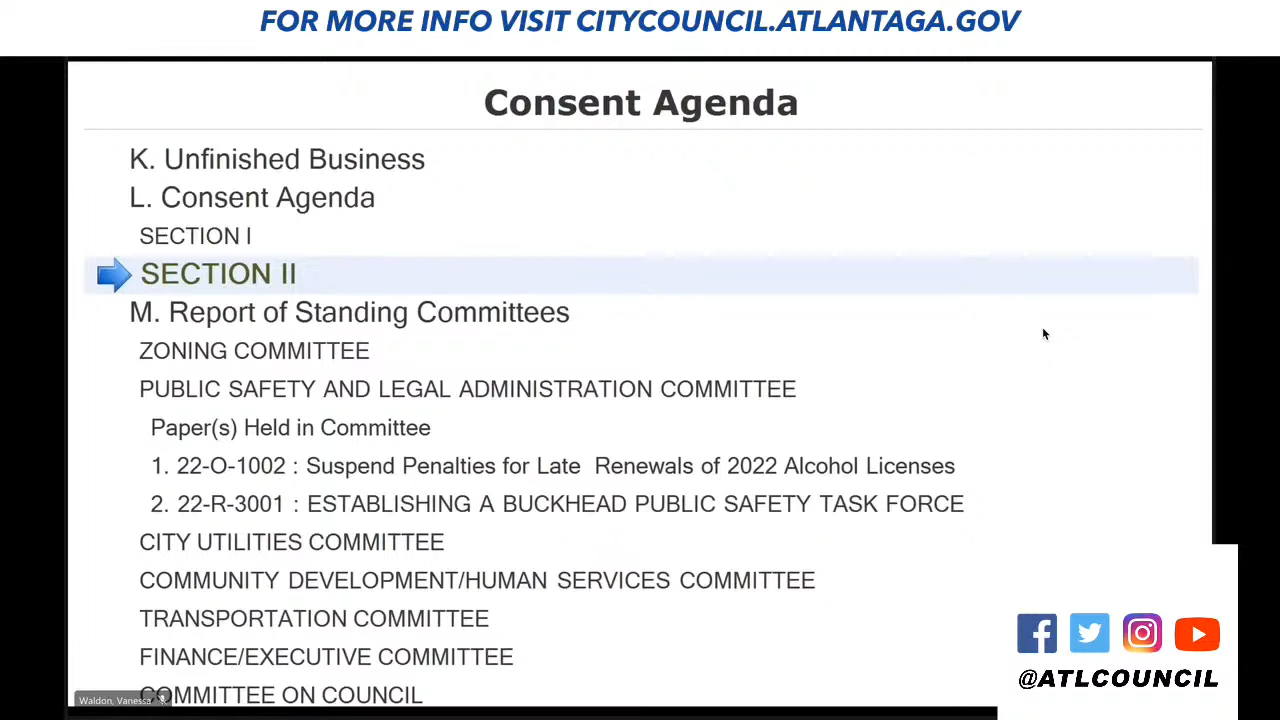 FOR MORE INFO VISIT CITYCOUNCIL.ATLANTAGA.GOV
Consent Agenda
K. Unfinished Business
L. Consent Agenda
SECTION I
SECTION II
M. Report of Standing Committees
ZONING COMMITTEE
PUBLIC SAFETY AND LEGAL ADMINISTRATION COMMITTEE
Paper(s) Held in Committee
1. 22-O-1002 : Suspend Penalties for Late Renewals of 2022 Alcohol Licenses
2. 22-R-3001 : ESTABLISHING A BUCKHEAD PUBLIC SAFETY TASK FORCE
CITY UTILITIES COMMITTEE
COMMUNITY DEVELOPMENT/HUMAN SERVICES COMMITTEE
TRANSPORTATION COMMITTEE
FINANCE/EXECUTIVE COMMITTEE
COMMITTEE ON COUNCIL
Waldon, Vanessa
@ATLCOUNCIL